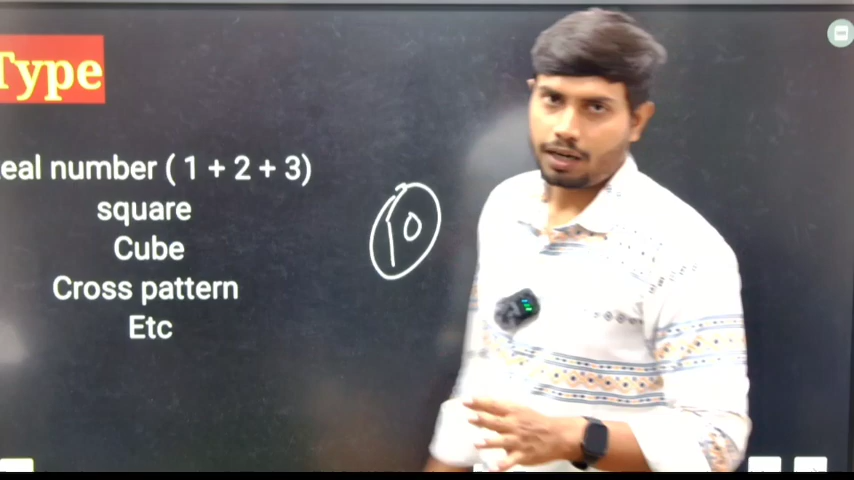 Type
eal number ( 1 + 2 + 3)
square
Cube
Cross pattern
Etc
10